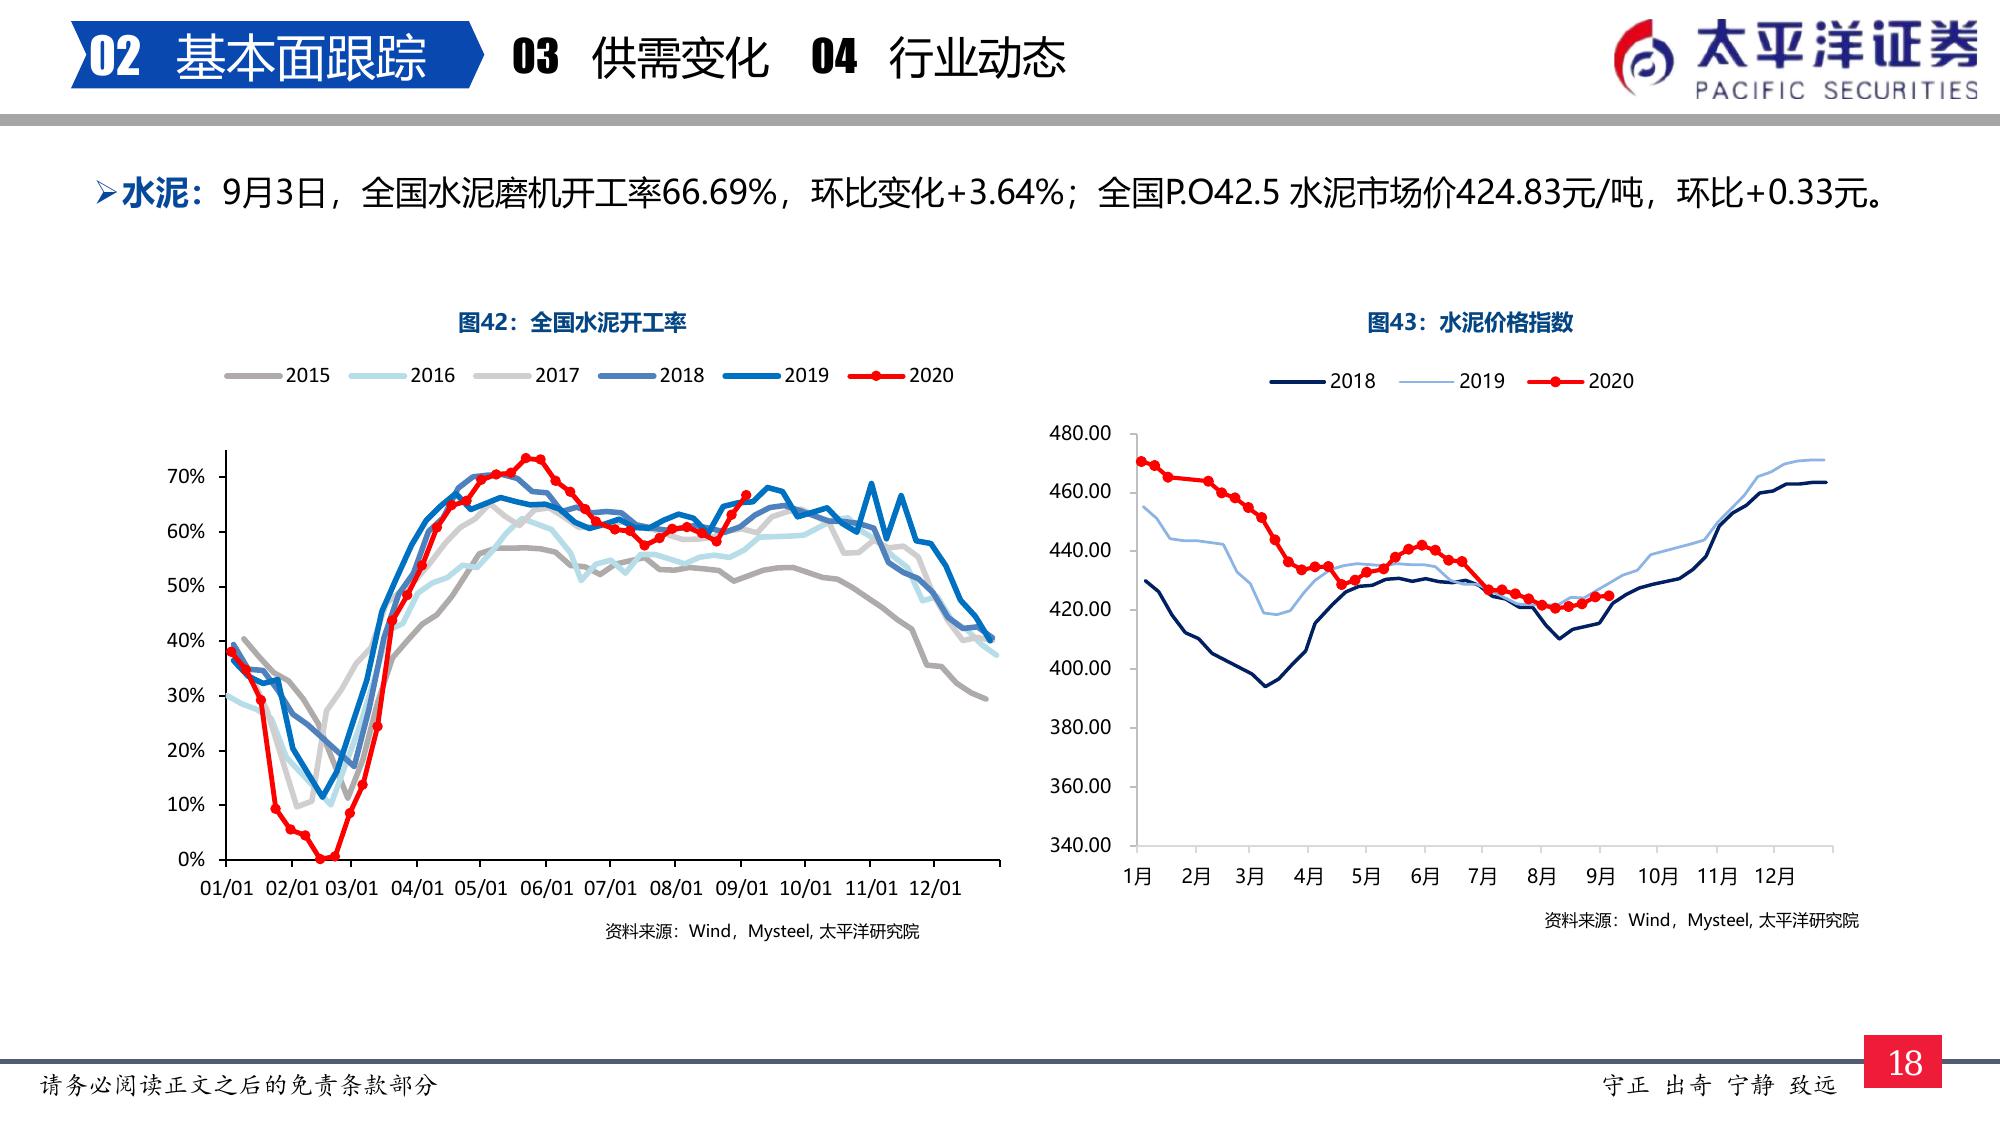 02 基本面跟踪 03 供需变化 04 行业动态
太平洋证券
PACIFIC SECURITIES
➢水泥：9月3日，全国水泥磨机开工率66.69%，环比变化+3.64%；全国P.O42.5 水泥市场价424.83元/吨，环比+0.33元。
图42：全国水泥开工率
2015 2016 2017 2018 2019 2020
70%
60%
50%
40%
30%
20%
10%
0%
01/01 02/01 03/01 04/01 05/01 06/01 07/01 08/01 09/01 10/01 11/01 12/01
资料来源：Wind，Mysteel, 太平洋研究院
图43：水泥价格指数
2018 2019 2020
480.00
460.00
440.00
420.00
400.00
380.00
360.00
340.00
1月 2月 3月 4月 5月 6月 7月 8月 9月 10月 11月 12月
资料来源：Wind，Mysteel, 太平洋研究院
请务必阅读正文之后的免责条款部分
守正 出奇 宁静 致远
18